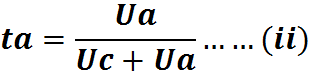 ta = Ua / (Uc + Ua) … … (ii)